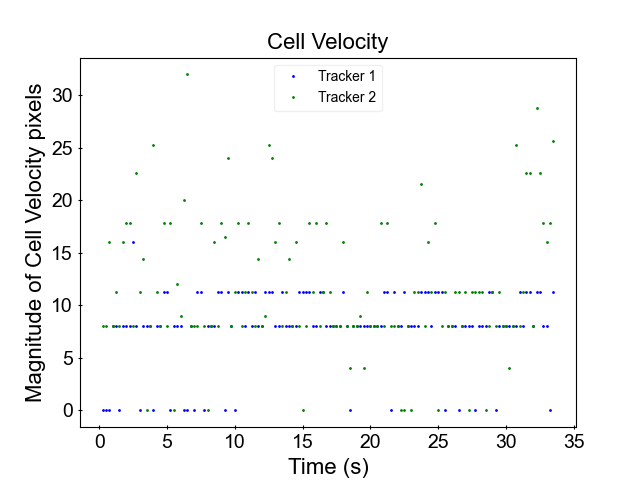 Cell Velocity
Tracker 1
Tracker 2
Magnitude of Cell Velocity pixels
30
25
20
15
10
5
0
0 5 10 15 20 25 30 35
Time (s)